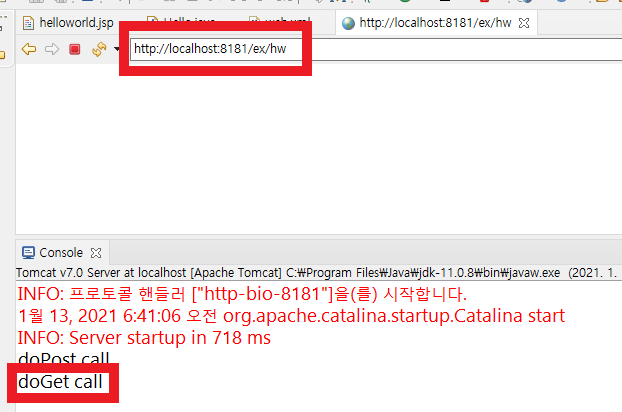 helloworld.jsp Hello.java web.xml http://localhost:8181/ex/hw
http://localhost:8181/ex/hw
Console
Tomcat v7.0 Server at localhost [Apache Tomcat] C:₩Program Files₩Java₩jdk-11.0.8₩bin₩javaw.exe (2021. 1.
INFO: 프로토콜 핸들러 ["http-bio-8181"]을(를) 시작합니다.
1월 13, 2021 6:41:06 오전 org.apache.catalina.startup.Catalina start
INFO: Server startup in 718 ms
doPost call
doGet call